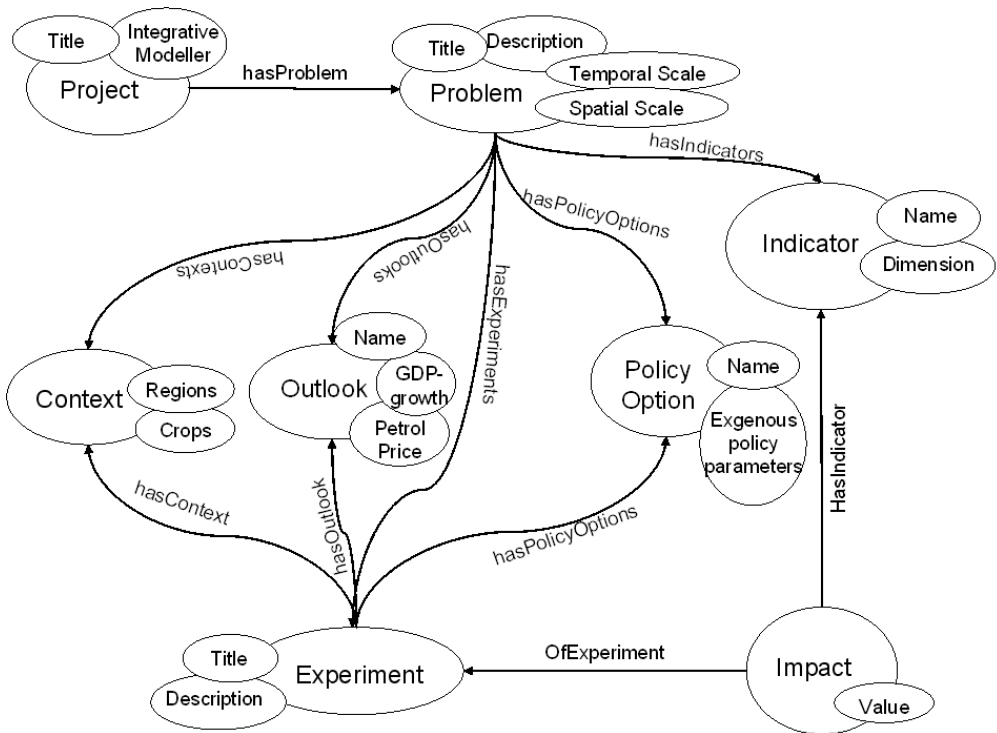 Title
Integrative
Modeller
Project
hasProblem
Title
Description
Temporal Scale
Spatial Scale
Problem
hasIndicators
hasPolicyOptions
hasOutlooks
hasContexts
hasExperiments
Indicator
Name
Dimension
Context
Regions
Crops
Outlook
Name
GDP-
growth
Petrol
Price
Policy
Option
Name
Exgenous
policy
parameters
HasIndicator
hasContext
hasOutlook
hasPolicyOptions
Title
Description
Experiment
OfExperiment
Impact
Value